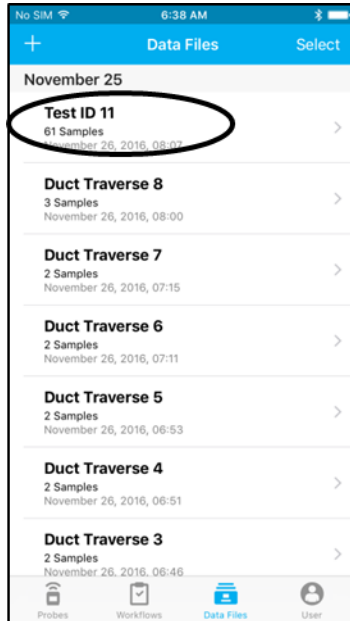 No SIM 6:38 AM
+ Data Files Select
November 25
Test ID 11
61 Samples
November 26, 2016, 08:07
Duct Traverse 8
3 Samples
November 26, 2016, 08:00
Duct Traverse 7
2 Samples
November 26, 2016, 07:15
Duct Traverse 6
2 Samples
November 26, 2016, 07:11
Duct Traverse 5
2 Samples
November 26, 2016, 06:53
Duct Traverse 4
2 Samples
November 26, 2016, 06:51
Duct Traverse 3
2 Samples
November 26, 2016, 06:46
Probes Workflows Data Files User